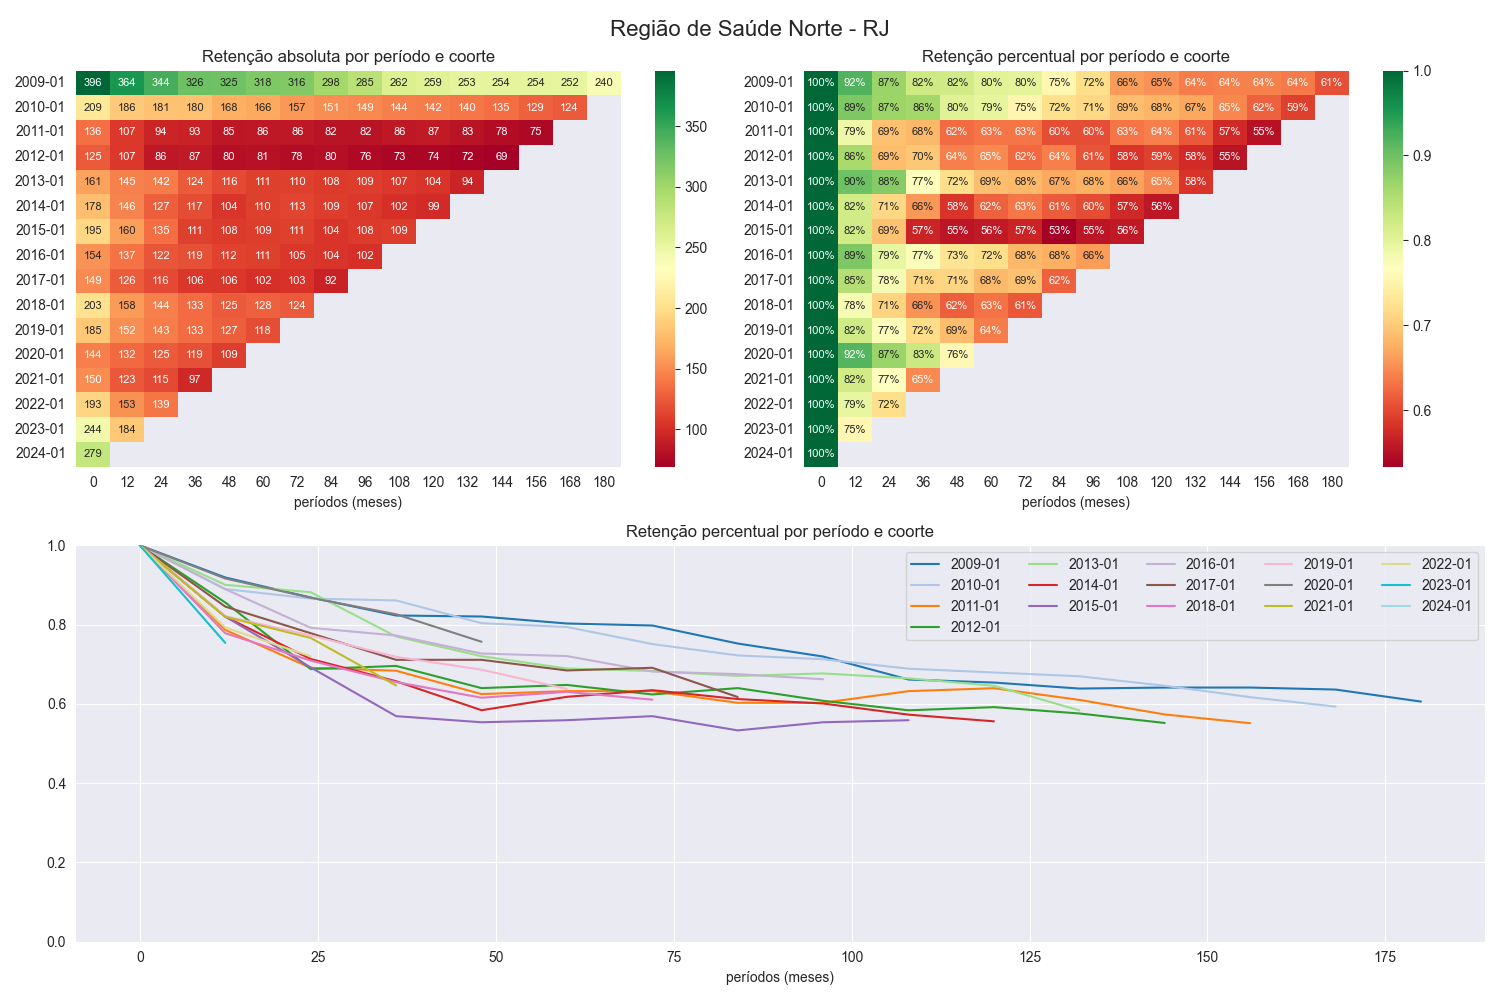 Região de Saúde Norte - RJ
Retenção absoluta por período e coorte
2009-01 396 364 344 326 325 318 316 298 285 262 259 253 254 254 252 240
2010-01 209 186 181 180 168 166 157 151 149 144 142 140 135 129 124
2011-01 136 107 94 93 85 86 86 82 82 86 87 83 78 75
2012-01 125 107 86 87 80 81 78 80 76 73 74 72 69
2013-01 161 145 142 124 116 111 110 108 109 107 104 94
2014-01 178 146 127 117 104 110 113 109 107 102 99
2015-01 195 160 135 111 108 109 111 104 108 109
2016-01 154 137 122 119 112 111 105 104 102
2017-01 149 126 116 106 106 102 103 92
2018-01 203 158 144 133 125 128 124
2019-01 185 152 143 133 127 118
2020-01 144 132 125 119 109
2021-01 150 123 115 97
2022-01 193 153 139
2023-01 244 184
2024-01 279
0 12 24 36 48 60 72 84 96 108 120 132 144 156 168 180
períodos (meses)
350
300
250
200
150
100
Retenção percentual por período e coorte
2009-01 100% 92% 87% 82% 82% 80% 80% 75% 72% 66% 65% 64% 64% 64% 64% 61%
2010-01 100% 89% 87% 86% 80% 79% 75% 72% 71% 69% 68% 67% 65% 62% 59%
2011-01 100% 79% 69% 68% 62% 63% 63% 60% 60% 63% 64% 61% 57% 55%
2012-01 100% 86% 69% 70% 64% 65% 62% 64% 61% 58% 59% 58% 55%
2013-01 100% 90% 88% 77% 72% 69% 68% 67% 68% 66% 65% 58%
2014-01 100% 82% 71% 66% 58% 62% 63% 61% 60% 57% 56%
2015-01 100% 82% 69% 57% 55% 56% 57% 53% 55% 56%
2016-01 100% 89% 79% 77% 73% 72% 68% 68% 66%
2017-01 100% 85% 78% 71% 71% 68% 69% 62%
2018-01 100% 78% 71% 66% 62% 63% 61%
2019-01 100% 82% 77% 72% 69% 64%
2020-01 100% 92% 87% 83% 76%
2021-01 100% 82% 77% 65%
2022-01 100% 79% 72%
2023-01 100% 75%
2024-01 100%
0 12 24 36 48 60 72 84 96 108 120 132 144 156 168 180
períodos (meses)
1.0
0.9
0.8
0.7
0.6
Retenção percentual por período e coorte
1.0
0.8
0.6
0.4
0.2
0.0
2009-01 2013-01 2016-01 2019-01 2022-01
2010-01 2014-01 2017-01 2020-01 2023-01
2011-01 2015-01 2018-01 2021-01 2024-01
2012-01
0 25 50 75 100 125 150 175
períodos (meses)